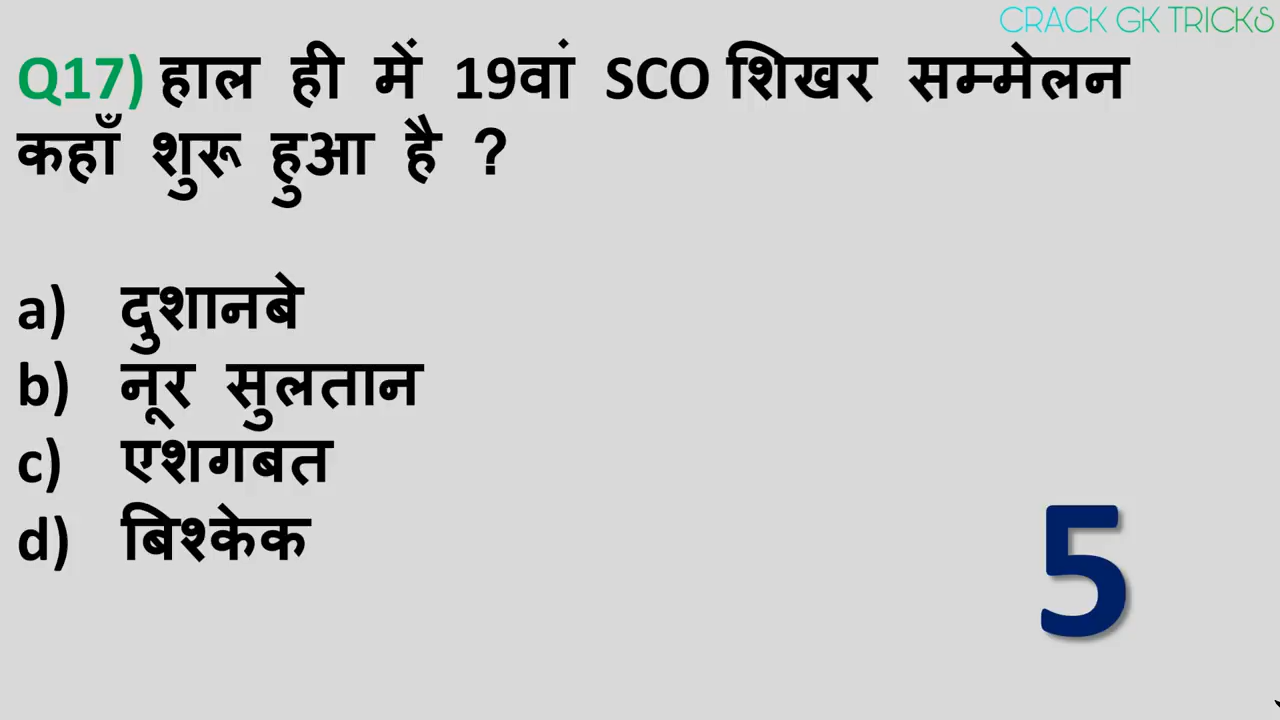 CRACK GK TRICKS
Q17) हाल ही में 19वां SCO शिखर सम्मेलन
कहाँ शुरू हुआ है ?
a) दुशानबे
b) नूर सुलतान
c) एशगबत
d) बिश्केक
5